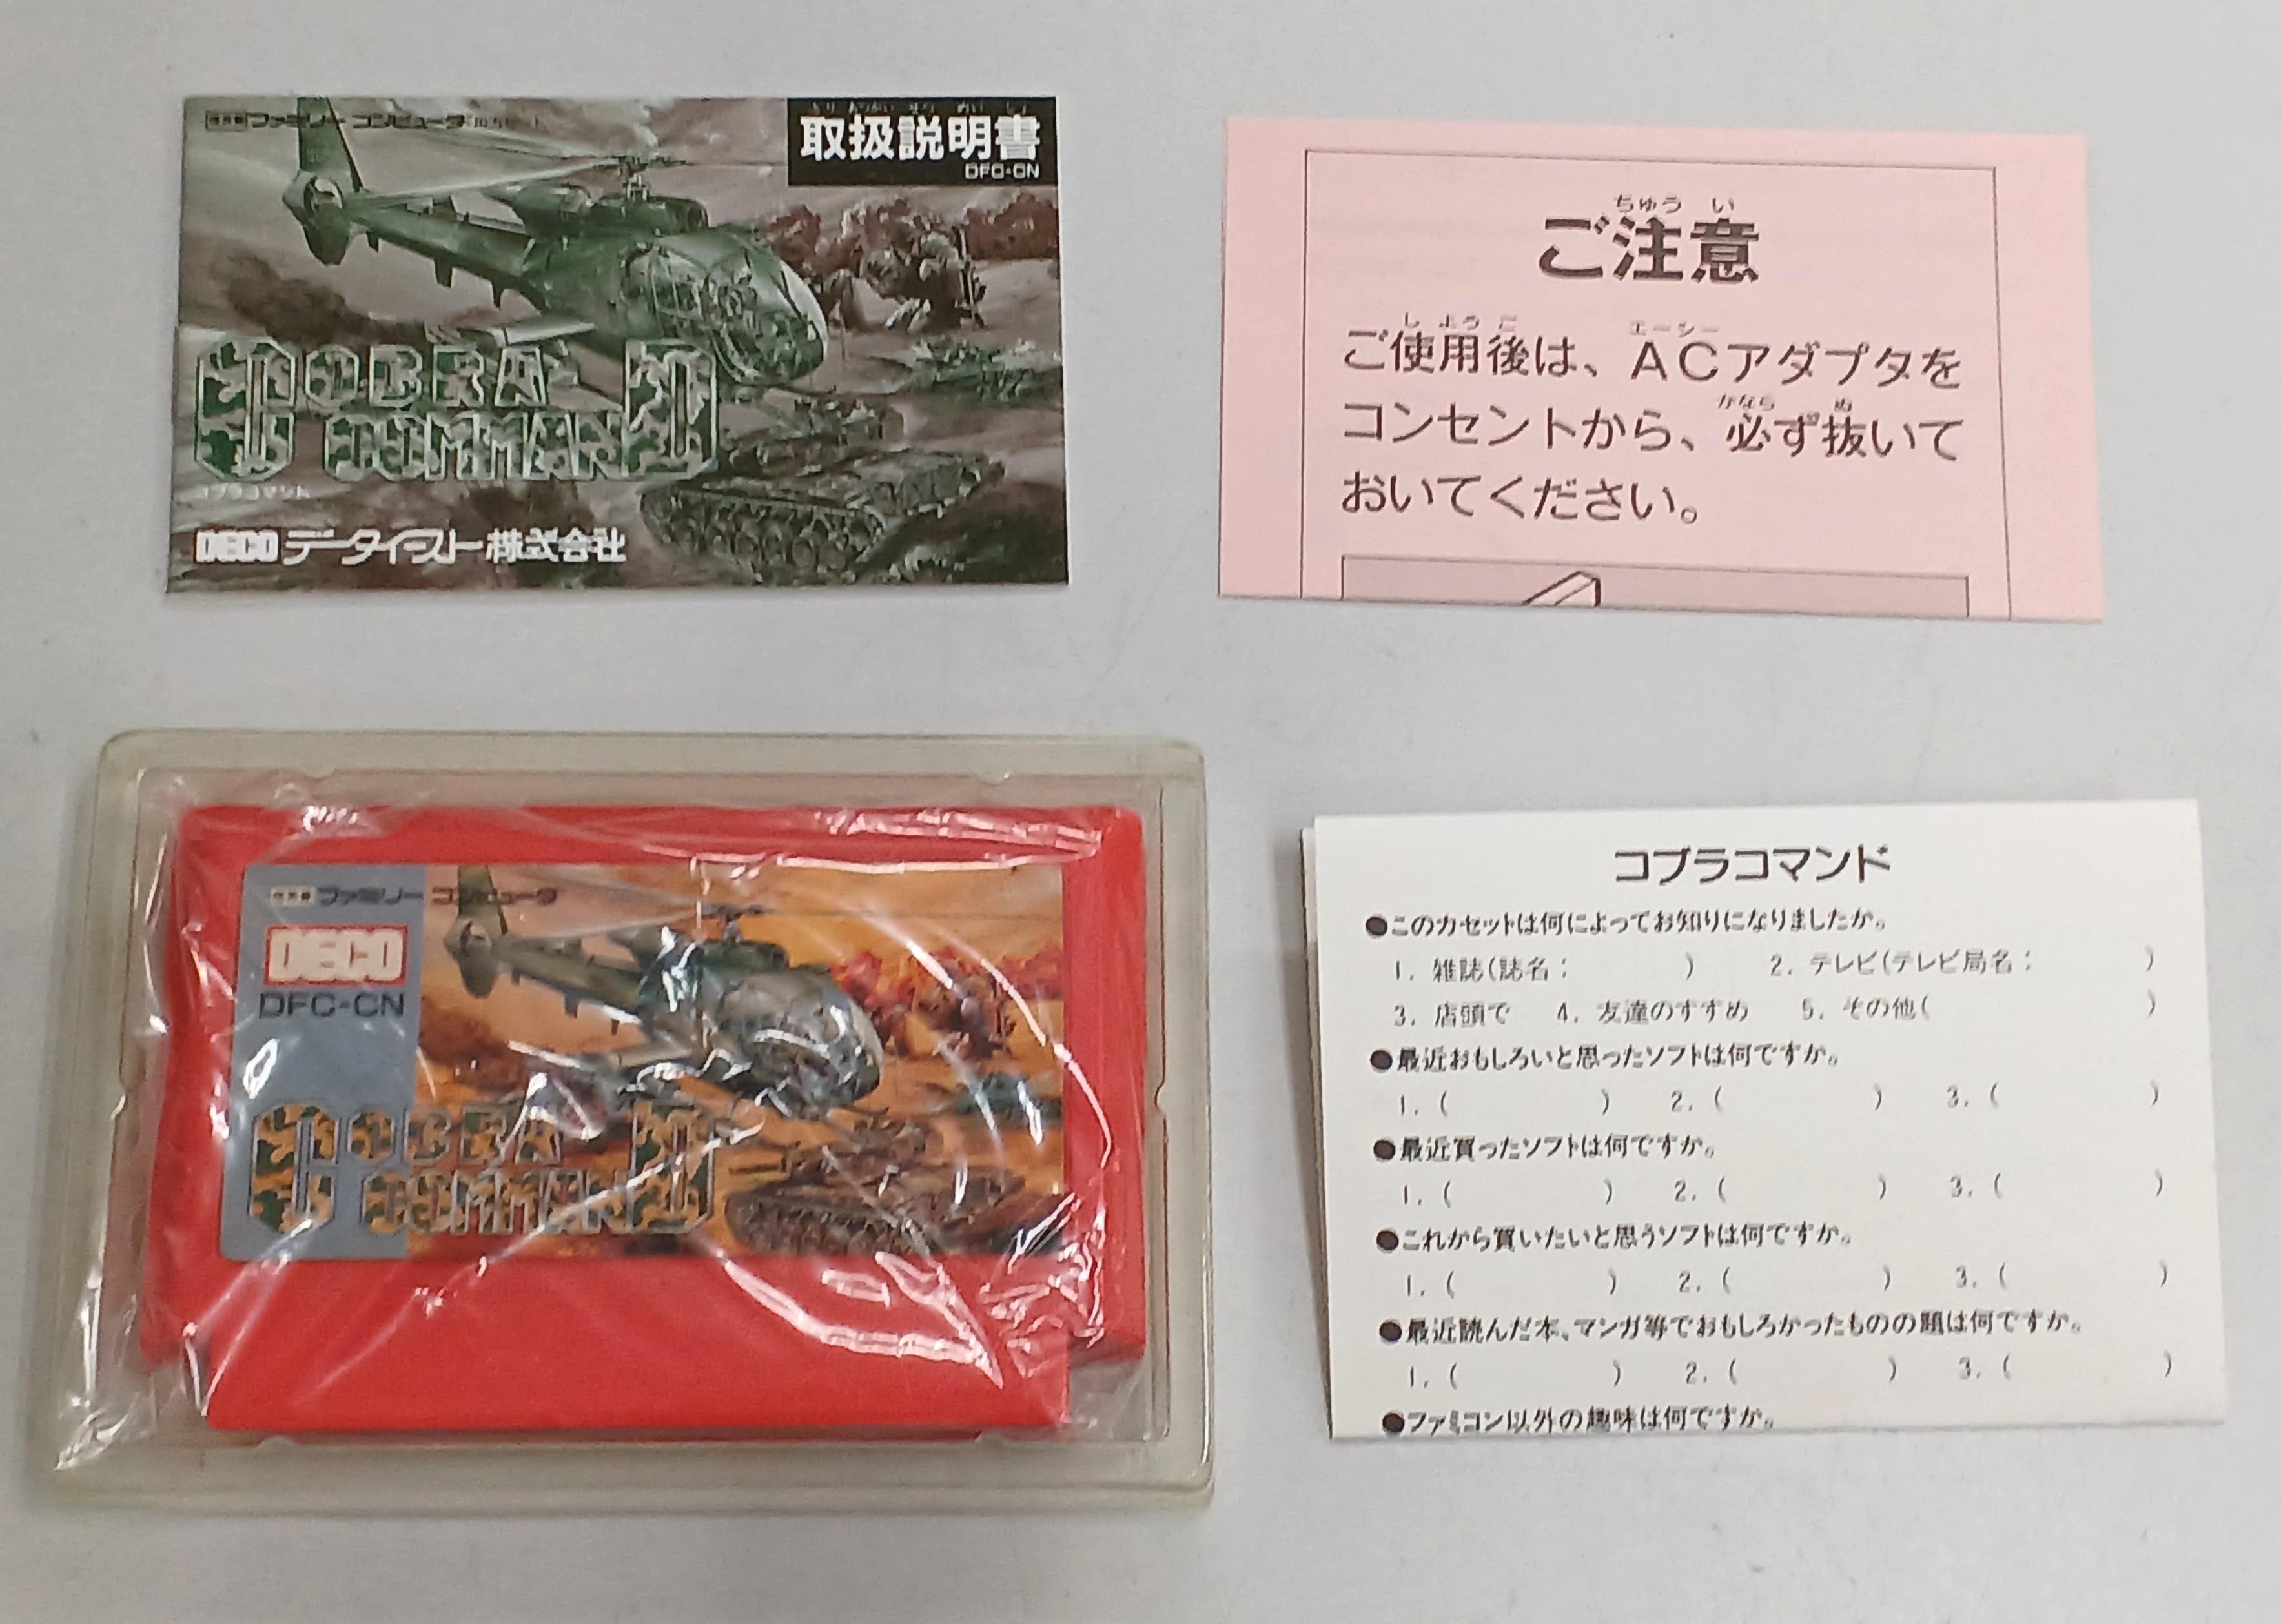 ファミリー コンピュータ
とり あつかい せつ めい しょ
取扱説明書
DFC-CN
COBRA
COMMAND
コブラコマンド
DECO データイースト株式会社
ちゅう い
ご注意
し よう ご エーシー
ご使用後は、ACアダプタを
かなら ぬ
コンセントから、必ず抜いて
おいてください。
ファミリー コンピュータ
DECO
DFC-CN
COBRA
COMMAND
コブラコマンド
●このカセットは何によってお知りになりましたか。
1. 雑誌(誌名: ) 2. テレビ(テレビ局名: )
3. 店頭で 4. 友達のすすめ 5. その他( )
●最近おもしろいと思ったソフトは何ですか。
1. ( ) 2. ( ) 3. ( )
●最近買ったソフトは何ですか。
1. ( ) 2. ( ) 3. ( )
●これから買いたいと思うソフトは何ですか。
1. ( ) 2. ( ) 3. ( )
●最近読んだ本、マンガ等でおもしろかったものの題は何ですか。
1. ( ) 2. ( ) 3. ( )
●ファミコン以外の趣味は何ですか。